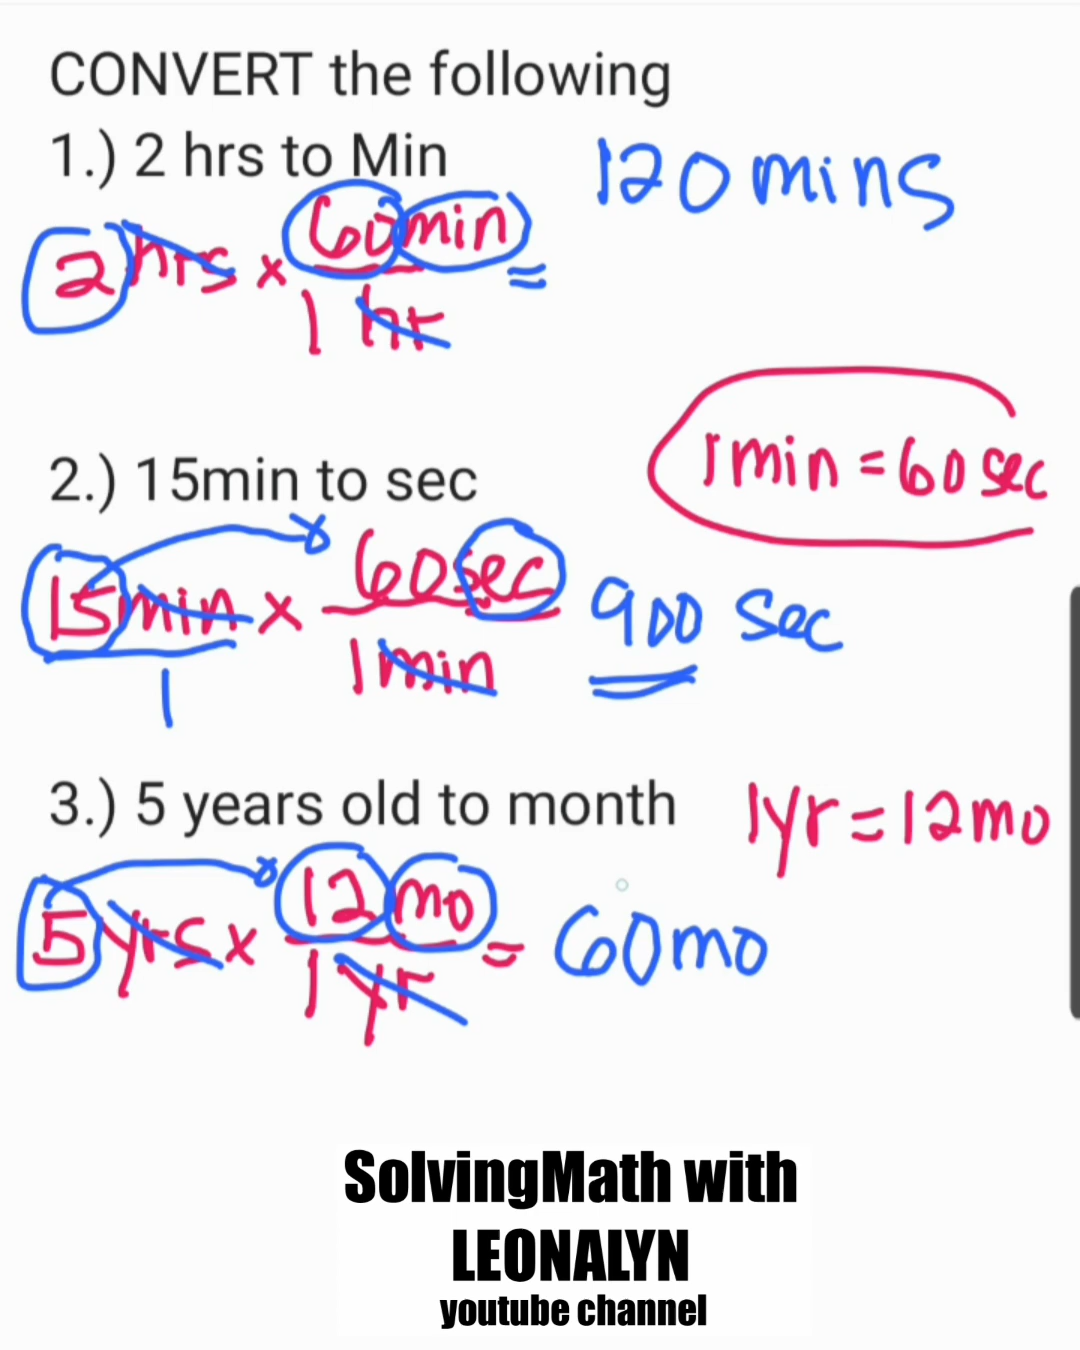 CONVERT the following
1.) 2 hrs to Min
120 mins
2 hrs x 60 min =
1 hr
1 min = 60 sec
2.) 15min to sec
15 min x 60 sec
1 1 min
900 sec
3.) 5 years old to month
1yr = 12 mo
5 yrs x 12 mo = 60 mo
1 yr
SolvingMath with
LEONALYN
youtube channel